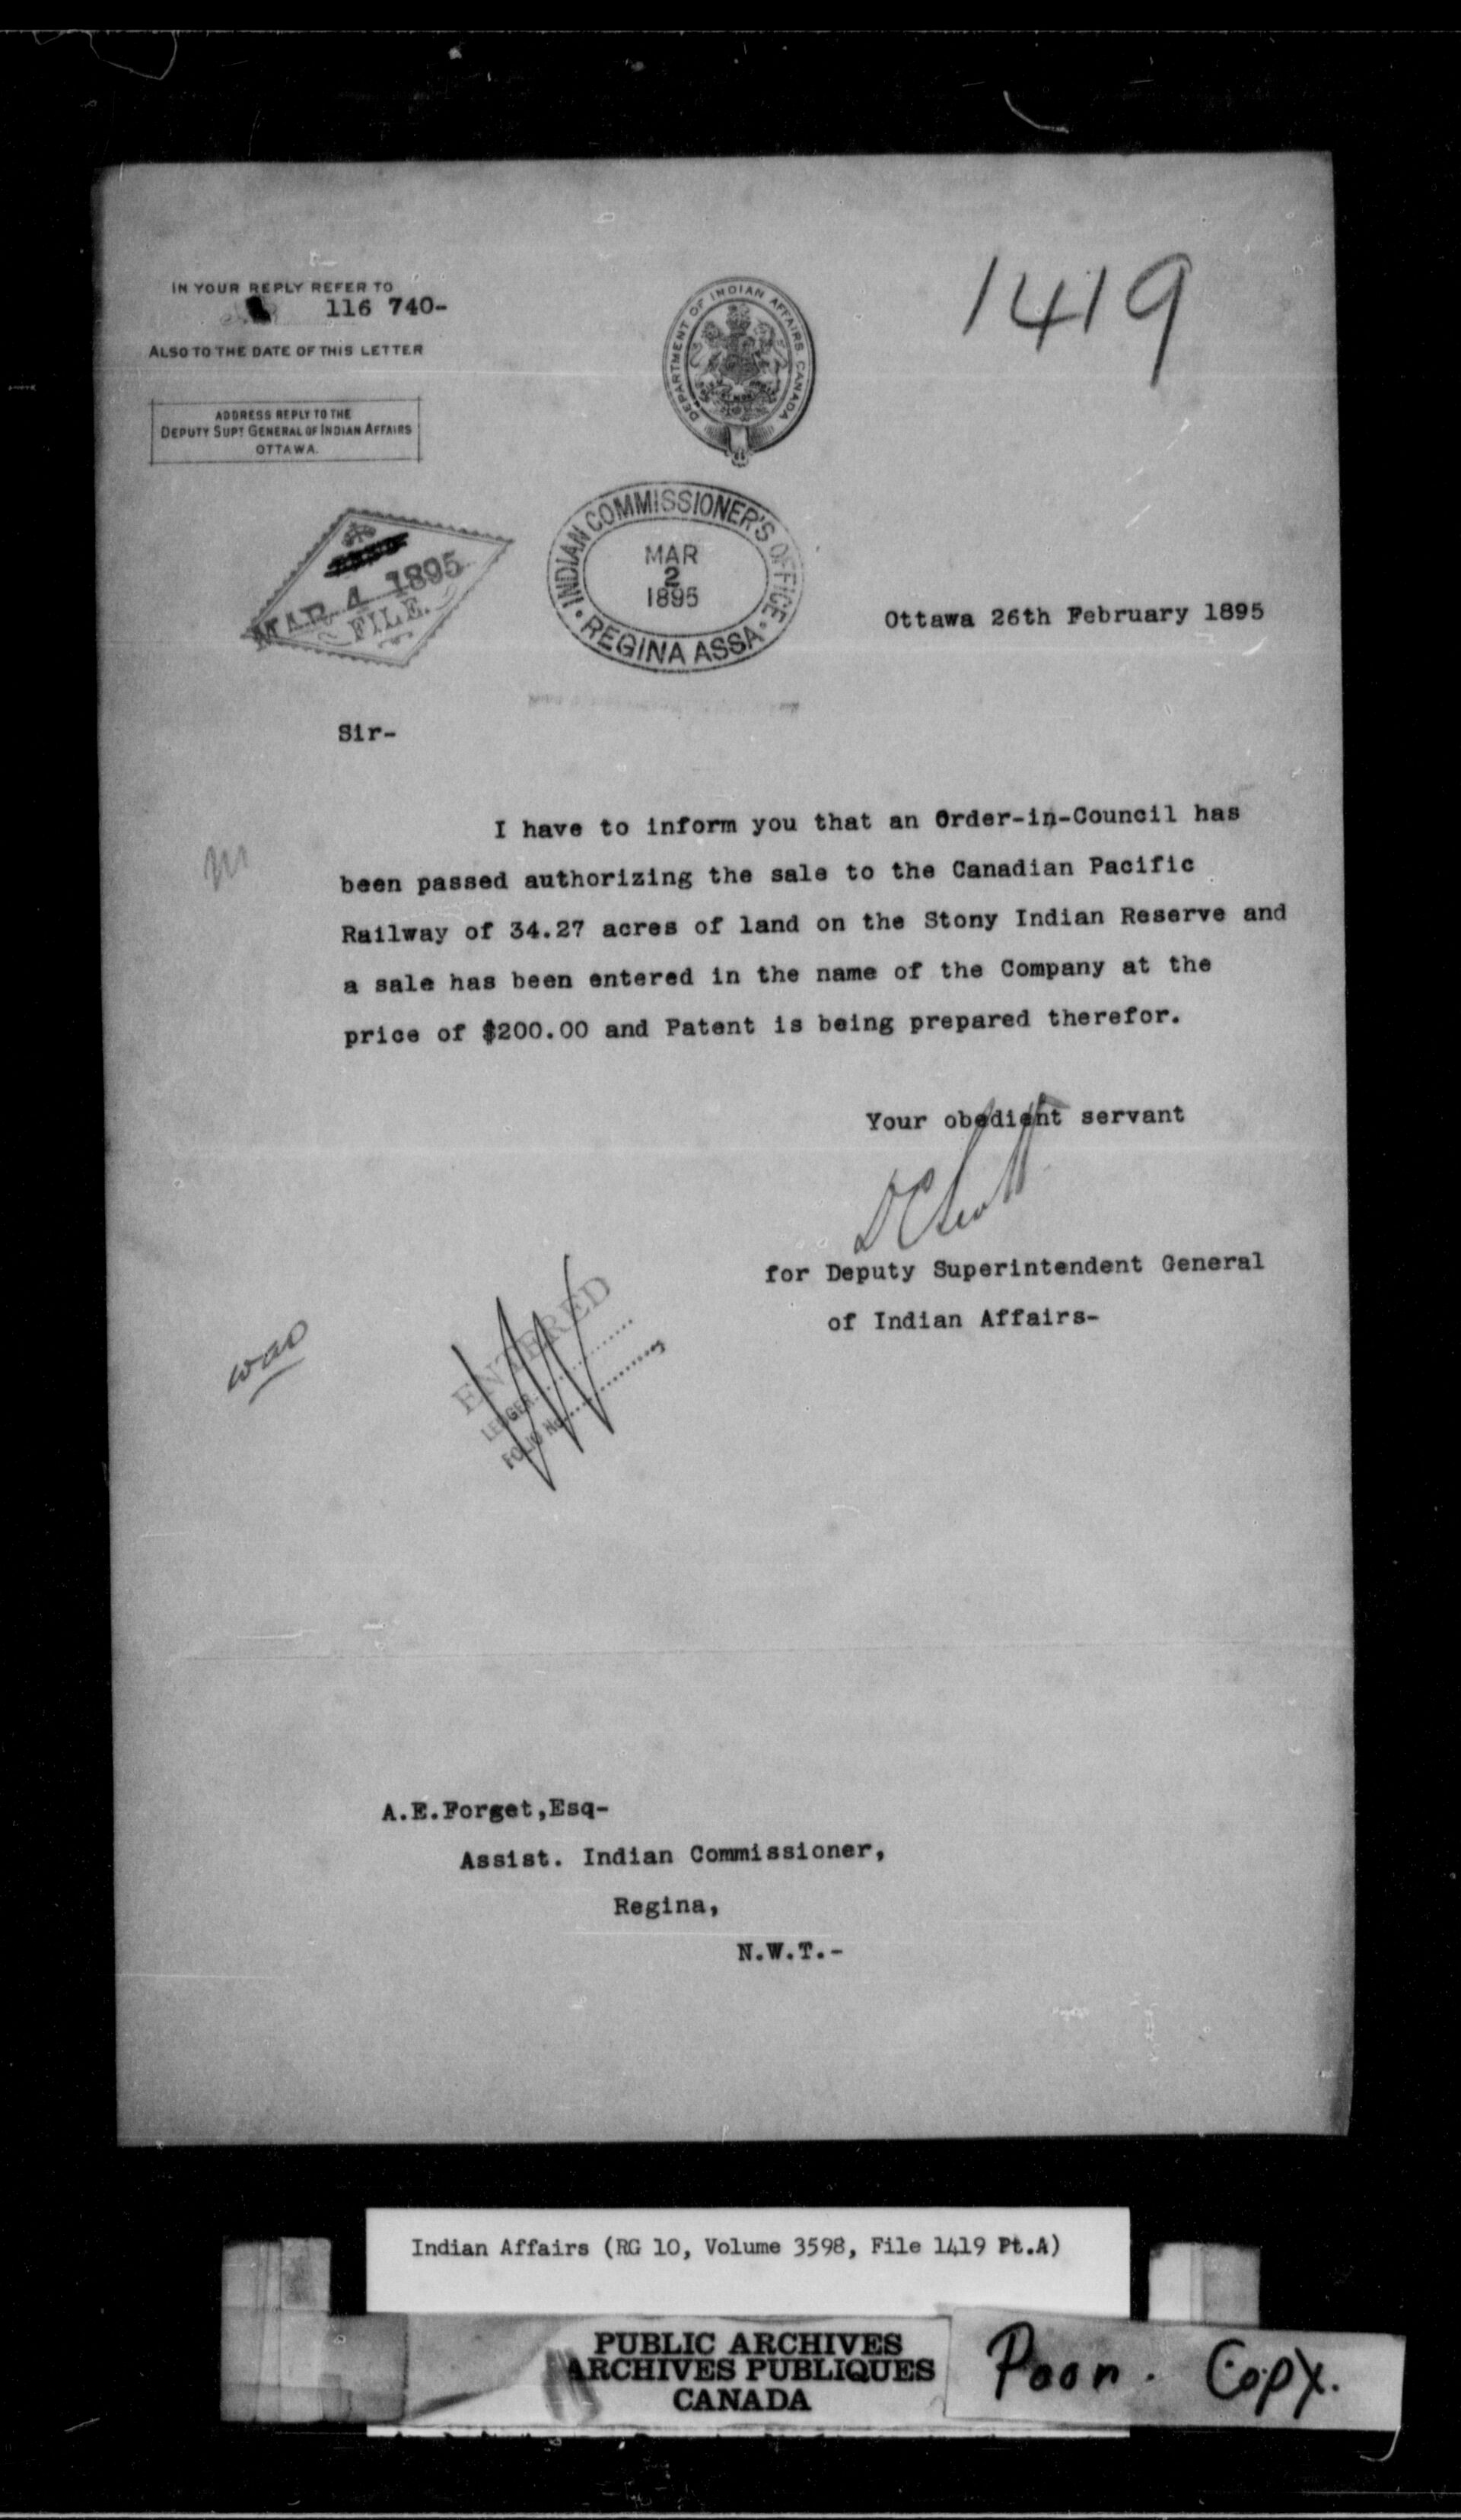 1419
IN YOUR REPLY REFER TO
116 740-
ALSO TO THE DATE OF THIS LETTER
ADDRESS REPLY TO THE
DEPUTY SUPT GENERAL OF INDIAN AFFAIRS
OTTAWA.
DEPARTMENT OF INDIAN AFFAIRS CANADA
MAR 4 1895
FILE.
INDIAN COMMISSIONER'S OFFICE
MAR
2
1895
REGINA ASSA
Ottawa 26th February 1895
Sir-
I have to inform you that an Order-in-Council has
been passed authorizing the sale to the Canadian Pacific
Railway of 34.27 acres of land on the Stony Indian Reserve and
a sale has been entered in the name of the Company at the
price of $200.00 and Patent is being prepared therefor.
Your obedient servant
D C Scott
for Deputy Superintendent General
of Indian Affairs-
ENTERED
LEDGER
FOLIO No
A.E.Forget,Esq-
Assist. Indian Commissioner,
Regina,
N.W.T.-
Indian Affairs (RG 10, Volume 3598, File 1419 Pt.A)
PUBLIC ARCHIVES
ARCHIVES PUBLIQUES
CANADA
Poor. Copy.